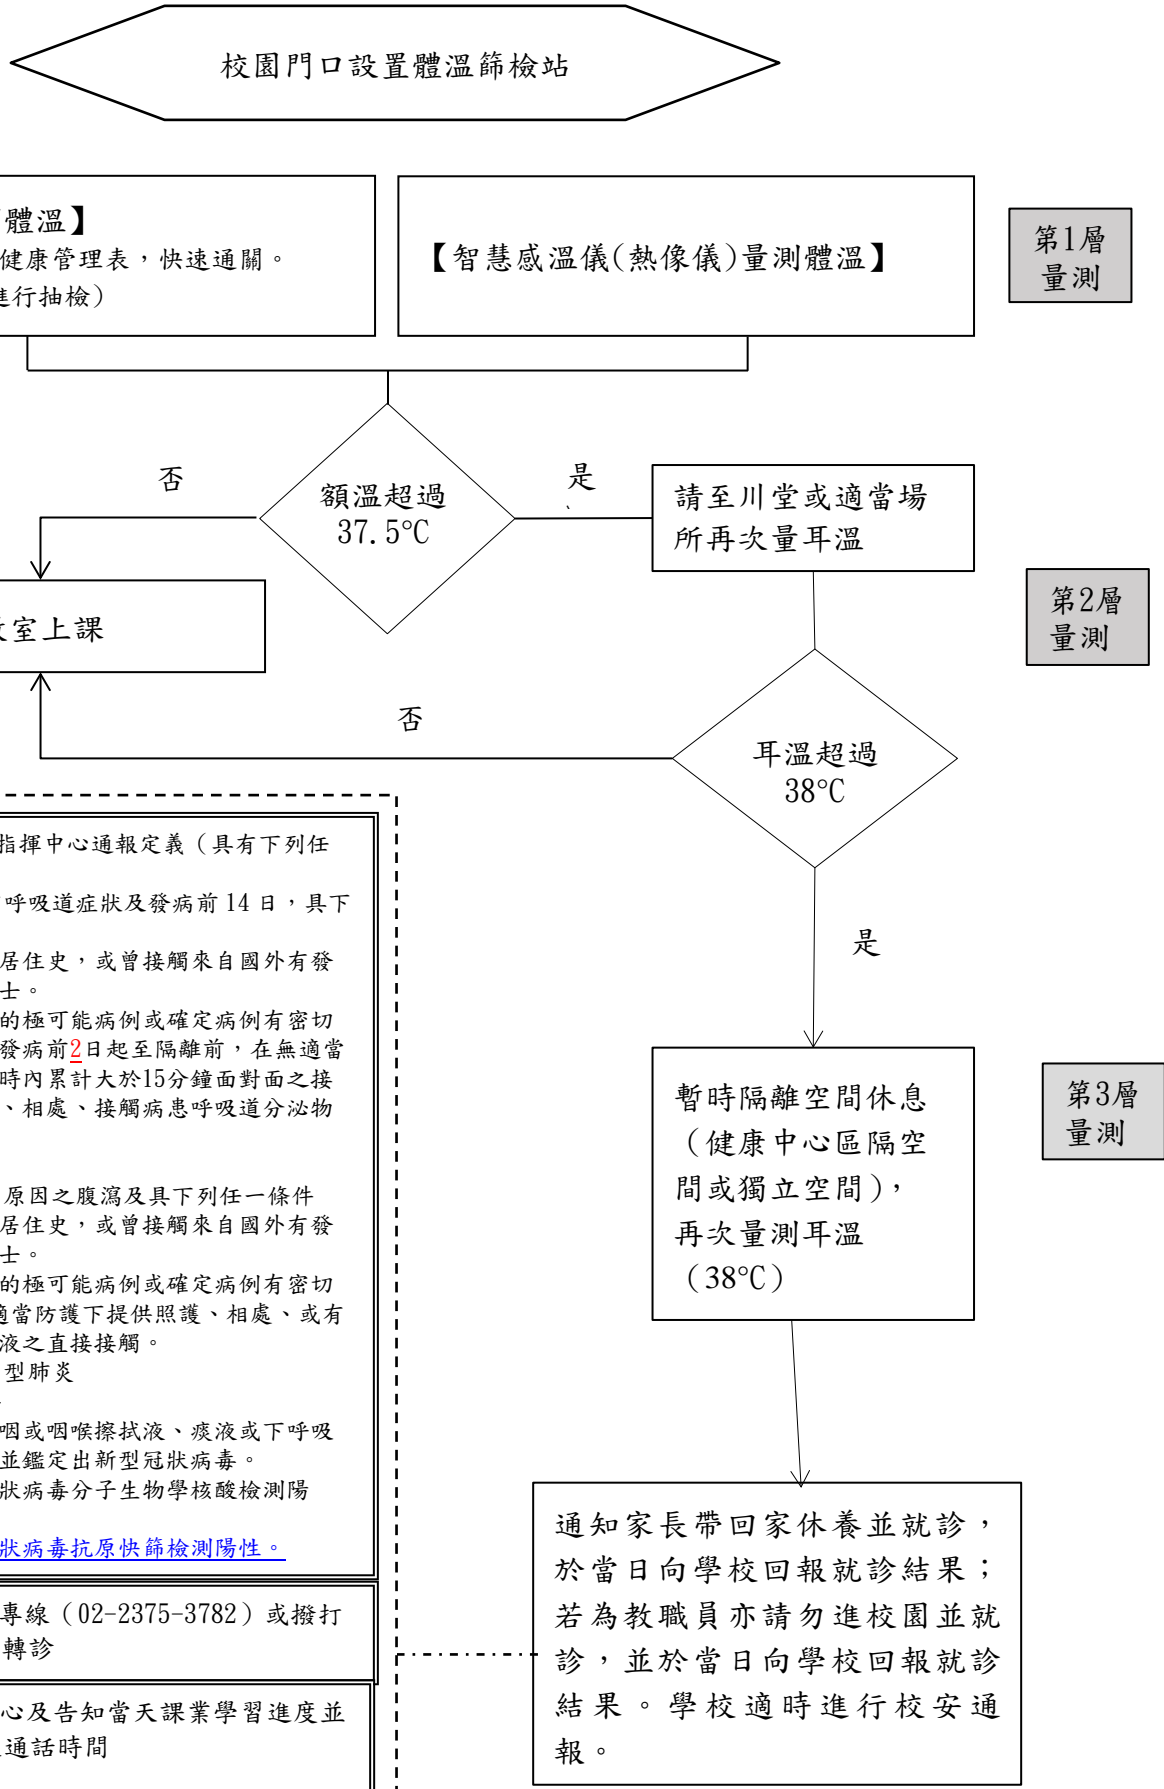 校園門口設置體溫篩檢站
體溫】
健康管理表，快速通關。
進行抽檢）
【智慧感溫儀(熱像儀)量測體溫】
第1層
量測
否
額溫超過
37.5°C
是
請至川堂或適當場
所再次量耳溫
教室上課
第2層
量測
否
耳溫超過
38°C
是
指揮中心通報定義（具有下列任
呼吸道症狀及發病前14日，具下
居住史，或曾接觸來自國外有發
士。
的極可能病例或確定病例有密切
發病前2日起至隔離前，在無適當
時內累計大於15分鐘面對面之接
、相處、接觸病患呼吸道分泌物
原因之腹瀉及具下列任一條件
居住史，或曾接觸來自國外有發
士。
的極可能病例或確定病例有密切
適當防護下提供照護、相處、或有
液之直接接觸。
型肺炎
咽或咽喉擦拭液、痰液或下呼吸
並鑑定出新型冠狀病毒。
狀病毒分子生物學核酸檢測陽
狀病毒抗原快篩檢測陽性。
專線（02-2375-3782）或撥打
轉診
心及告知當天課業學習進度並
通話時間
暫時隔離空間休息
（健康中心區隔空
間或獨立空間），
再次量測耳溫
（38°C）
第3層
量測
通知家長帶回家休養並就診，
於當日向學校回報就診結果；
若為教職員亦請勿進校園並就
診，並於當日向學校回報就診
結果。學校適時進行校安通
報。